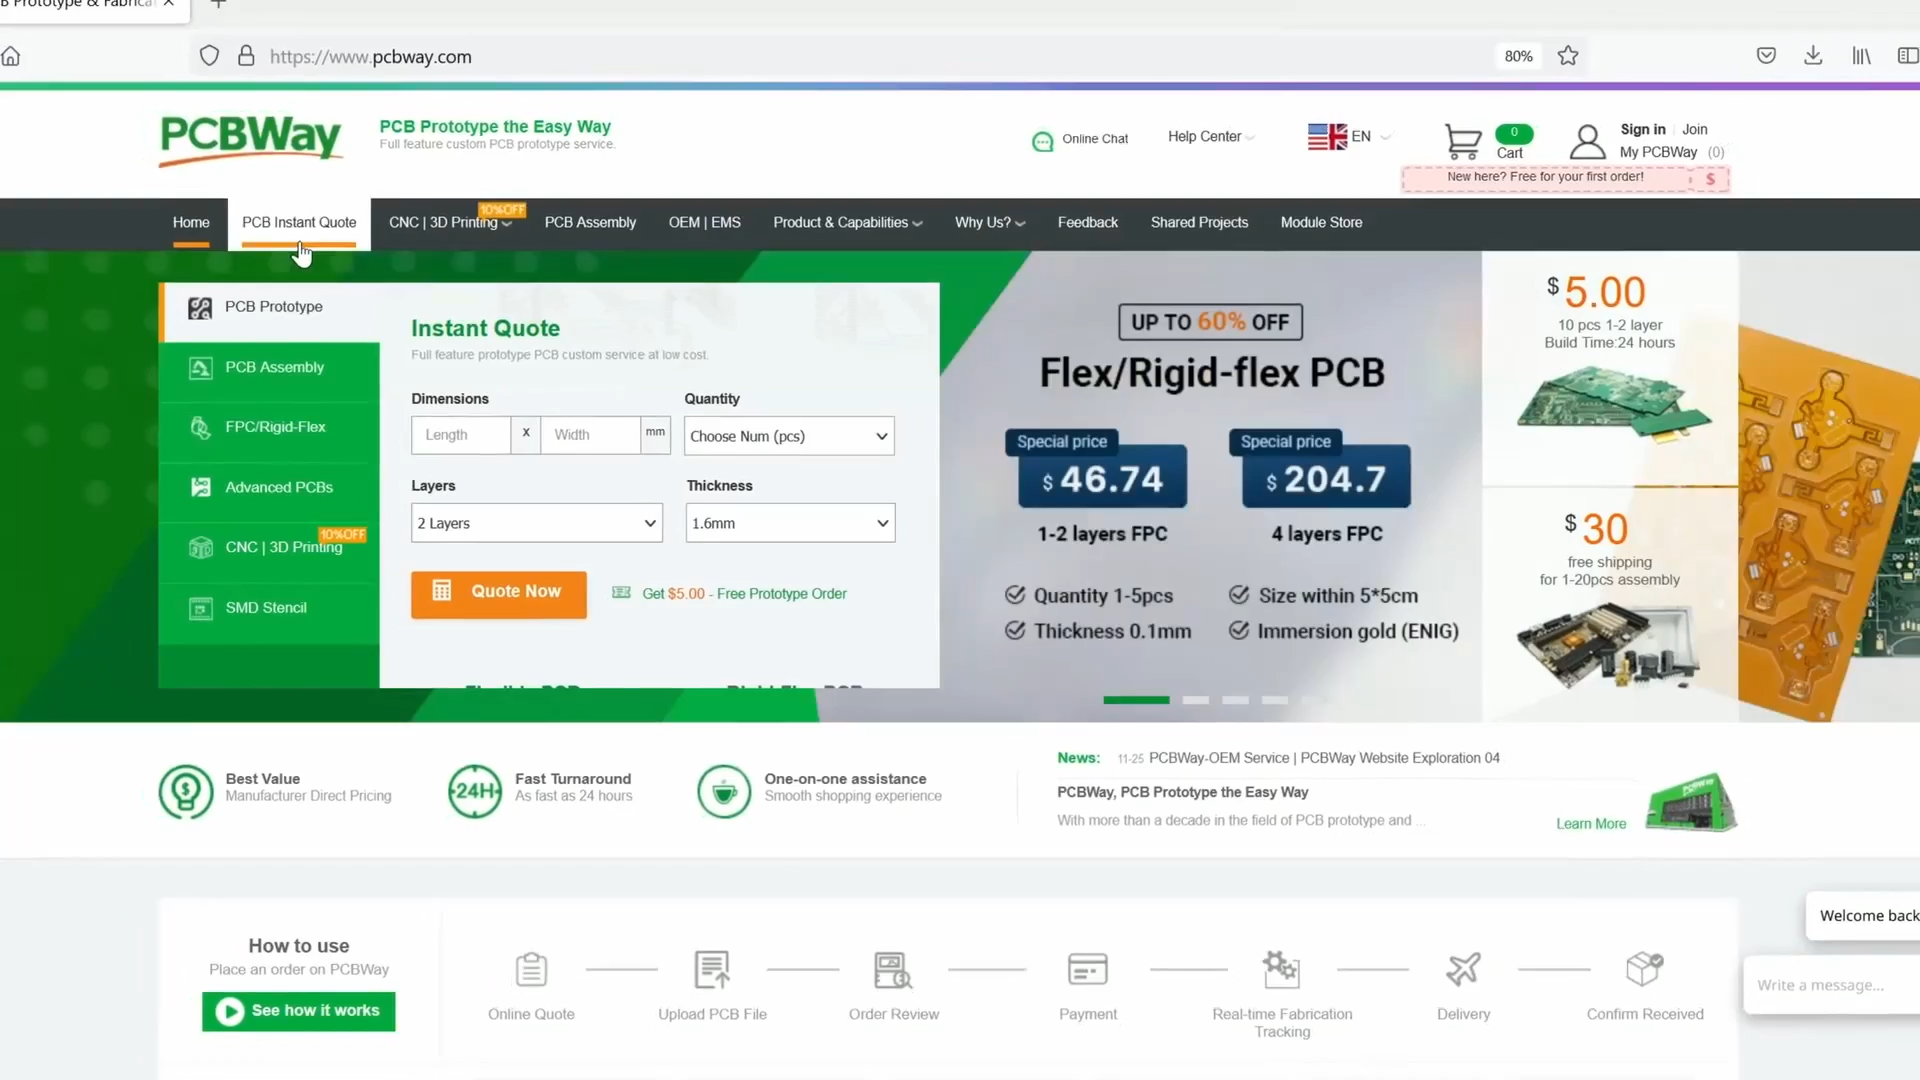 https://www.pcbway.com
80%
PCBWay
PCB Prototype the Easy Way
Full feature custom PCB prototype service.
Online Chat
Help Center
EN
0
Cart
Sign in | Join
My PCBWay (0)
New here? Free for your first order!
$
Home
PCB Instant Quote
CNC | 3D Printing
10%OFF
PCB Assembly
OEM | EMS
Product & Capabilities
Why Us?
Feedback
Shared Projects
Module Store
PCB Prototype
PCB Assembly
FPC/Rigid-Flex
Advanced PCBs
10%OFF
CNC | 3D Printing
SMD Stencil
Instant Quote
Full feature prototype PCB custom service at low cost.
Dimensions
Length
x
Width
mm
Quantity
Choose Num (pcs)
Layers
2 Layers
Thickness
1.6mm
Quote Now
Get $5.00 - Free Prototype Order
UP TO 60% OFF
Flex/Rigid-flex PCB
Special price
$ 46.74
1-2 layers FPC
Special price
$ 204.7
4 layers FPC
Quantity 1-5pcs
Size within 5*5cm
Thickness 0.1mm
Immersion gold (ENIG)
$ 5.00
10 pcs 1-2 layer
Build Time:24 hours
$ 30
free shipping
for 1-20pcs assembly
Best Value
Manufacturer Direct Pricing
24H
Fast Turnaround
As fast as 24 hours
One-on-one assistance
Smooth shopping experience
News: 11-25 PCBWay-OEM Service | PCBWay Website Exploration 04
PCBWay, PCB Prototype the Easy Way
With more than a decade in the field of PCB prototype and ...
Learn More
How to use
Place an order on PCBWay
See how it works
Online Quote
Upload PCB File
Order Review
Payment
Real-time Fabrication
Tracking
Delivery
Confirm Received
Welcome back
Write a message...